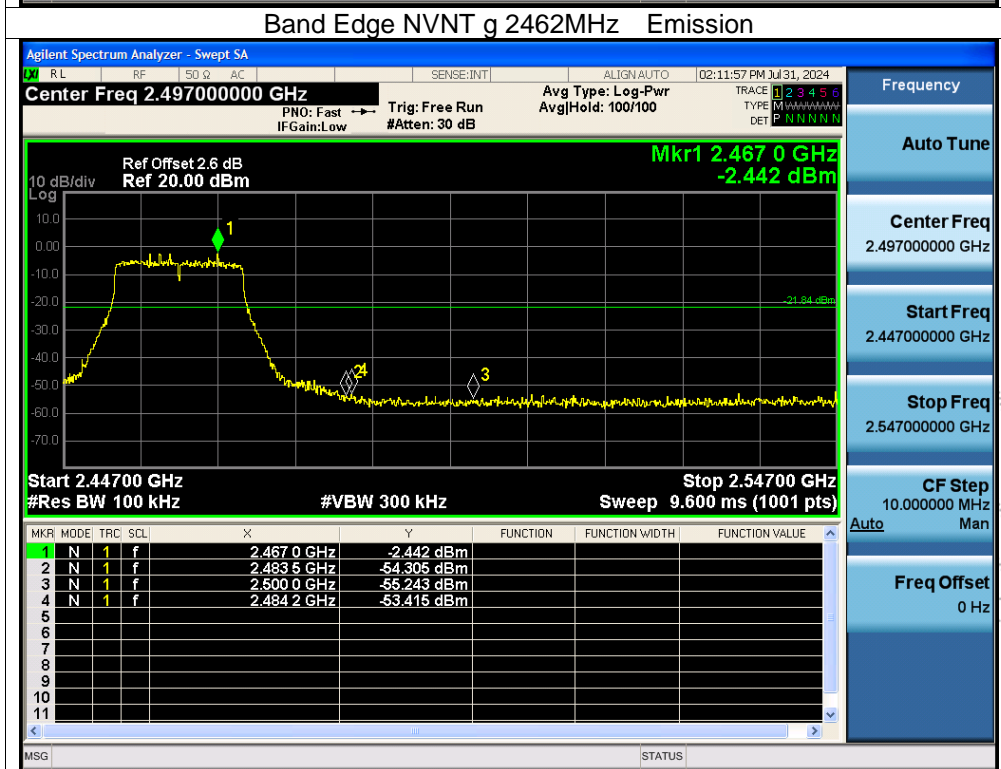 Band Edge NVNT g 2462MHz Emission
Agilent Spectrum Analyzer - Swept SA
LXI RL RF 50 Ω AC SENSE:INT ALIGN AUTO 02:11:57 PM Jul 31, 2024
Center Freq 2.497000000 GHz
PNO: Fast
IFGain:Low
Trig: Free Run
#Atten: 30 dB
Avg Type: Log-Pwr
Avg|Hold: 100/100
TRACE 1 2 3 4 5 6
TYPE MWWWWW
DET P N N N N N
Ref Offset 2.6 dB
Ref 20.00 dBm
10 dB/div
Log
Mkr1 2.467 0 GHz
-2.442 dBm
10.0
0.00
-10.0
-20.0
-30.0
-40.0
-50.0
-60.0
-70.0
1
-21.84 dBm
24
3
Start 2.44700 GHz
Stop 2.54700 GHz
#Res BW 100 kHz
#VBW 300 kHz
Sweep 9.600 ms (1001 pts)
MKR MODE TRC SCL X Y FUNCTION FUNCTION WIDTH FUNCTION VALUE
1 N 1 f 2.467 0 GHz -2.442 dBm
2 N 1 f 2.483 5 GHz -54.305 dBm
3 N 1 f 2.500 0 GHz -55.243 dBm
4 N 1 f 2.484 2 GHz -53.415 dBm
5
6
7
8
9
10
11
MSG
STATUS
Frequency
Auto Tune
Center Freq
2.497000000 GHz
Start Freq
2.447000000 GHz
Stop Freq
2.547000000 GHz
CF Step
10.000000 MHz
Auto Man
Freq Offset
0 Hz